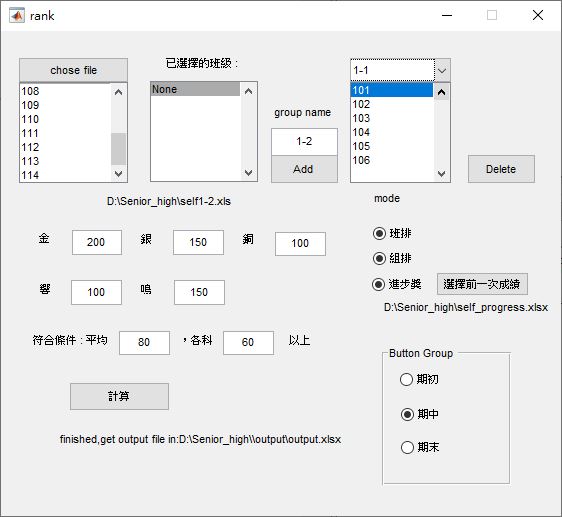 rank
chose file
108
109
110
111
112
113
114
已選擇的班級 :
None
group name
1-2
Add
1-1
101
102
103
104
105
106
Delete
D:\Senior_high\self1-2.xls
mode
金 200 銀 150 銅 100
響 100 鳴 150
班排
組排
進步獎 選擇前一次成績
D:\Senior_high\self_progress.xlsx
符合條件 : 平均 80 ，各科 60 以上
Button Group
期初
期中
期末
計算
finished,get output file in:D:\Senior_high\\output\output.xlsx